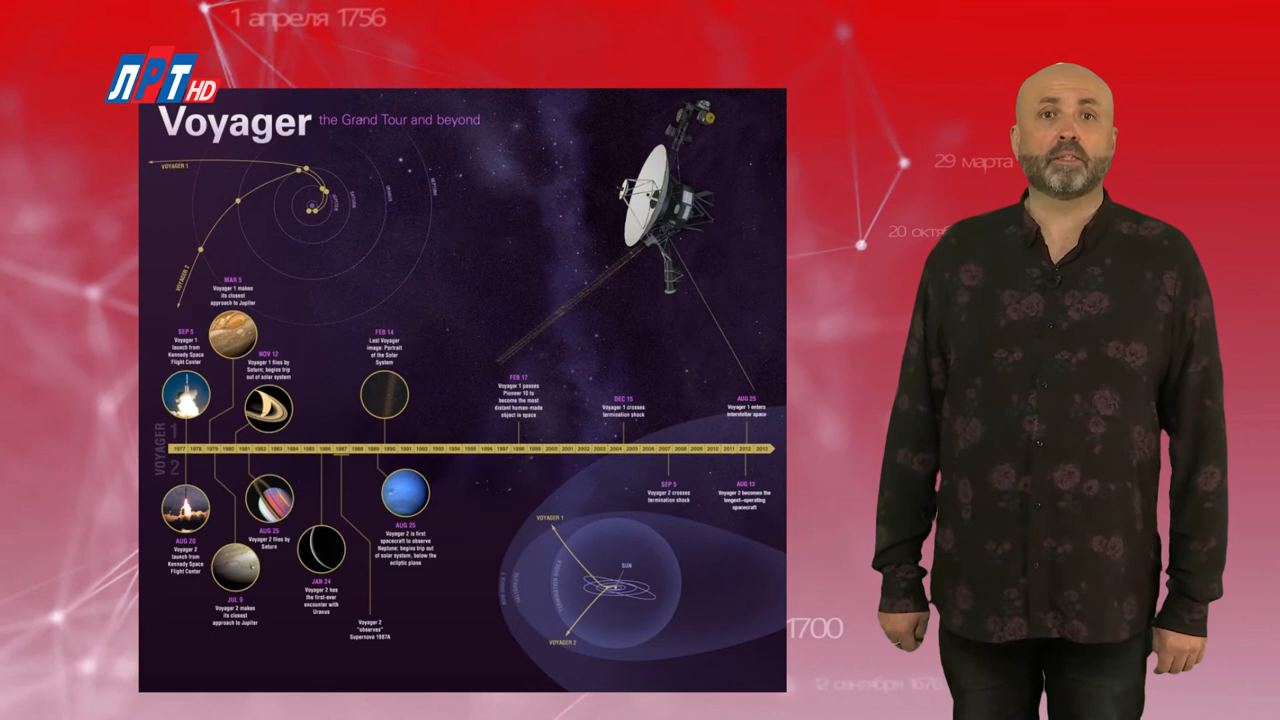 1 апреля 1756
ЛРТ HD
Voyager the Grand Tour and beyond
VOYAGER 1
29 марта
20 октяб
VOYAGER 2
MAR 5
Voyager 1 makes
its closest
approach to Jupiter
SEP 5
Voyager 1
launch from
Kennedy Space
Flight Center
NOV 12
Voyager 1 flies by
Saturn; begins trip
out of solar system
FEB 14
Last Voyager
image: Portrait
of the Solar
System
FEB 17
Voyager 1 passes
Pioneer 10 to
become the most
distant human-made
object in space
DEC 15
Voyager 1 crosses
termination shock
AUG 25
Voyager 1 enters
interstellar space
VOYAGER
1
1977 1978 1979 1980 1981 1982 1983 1984 1985 1986 1987 1988 1989 1990 1991 1992 1993 1994 1995 1996 1997 1998 1999 2000 2001 2002 2003 2004 2005 2006 2007 2008 2009 2010 2011 2012 2013
2
AUG 20
Voyager 2
launch from
Kennedy Space
Flight Center
JUL 9
Voyager 2 makes
its closest
approach to Jupiter
AUG 25
Voyager 2 flies by
Saturn
JAN 24
Voyager 2 has
the first-ever
encounter with
Uranus
Voyager 2
"observes"
Supernova 1987A
AUG 25
Voyager 2 is first
spacecraft to observe
Neptune; begins trip out
of solar system, below the
ecliptic plane
SEP 5
Voyager 2 crosses
termination shock
AUG 13
Voyager 2 becomes the
longest-operating
spacecraft
VOYAGER 1
SUN
VOYAGER 2
1700
12 сентября 1676